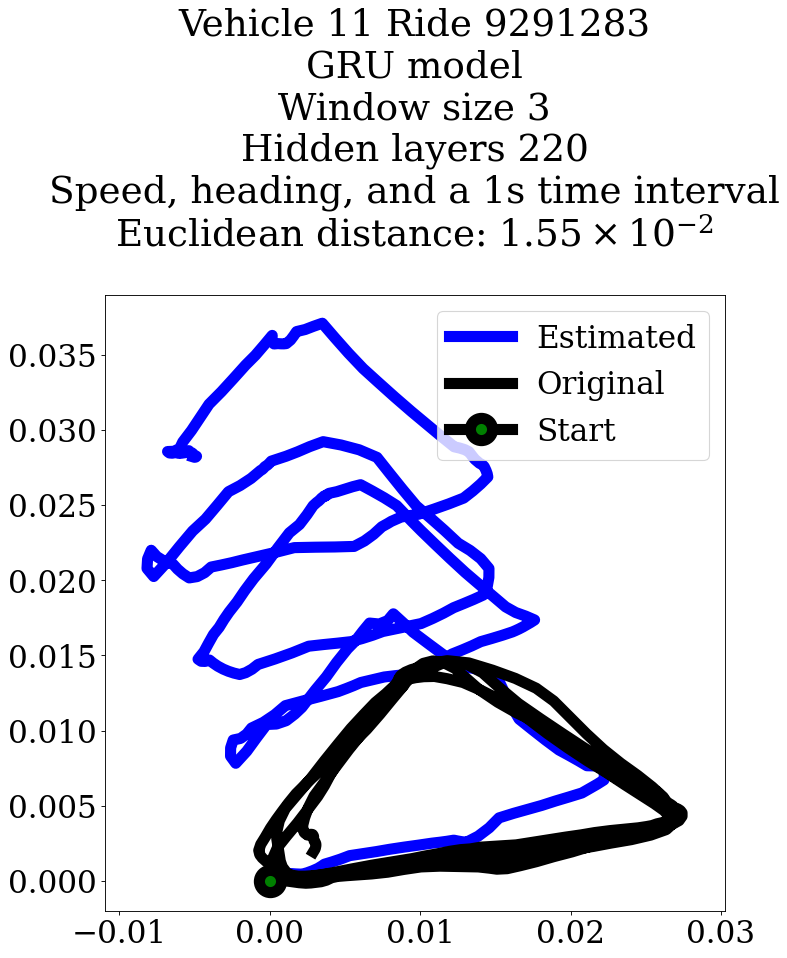 Vehicle 11 Ride 9291283
GRU model
Window size 3
Hidden layers 220
Speed, heading, and a 1s time interval
Euclidean distance: 1.55 × 10⁻²
Estimated
Original
Start
0.035
0.030
0.025
0.020
0.015
0.010
0.005
0.000
−0.01 0.00 0.01 0.02 0.03